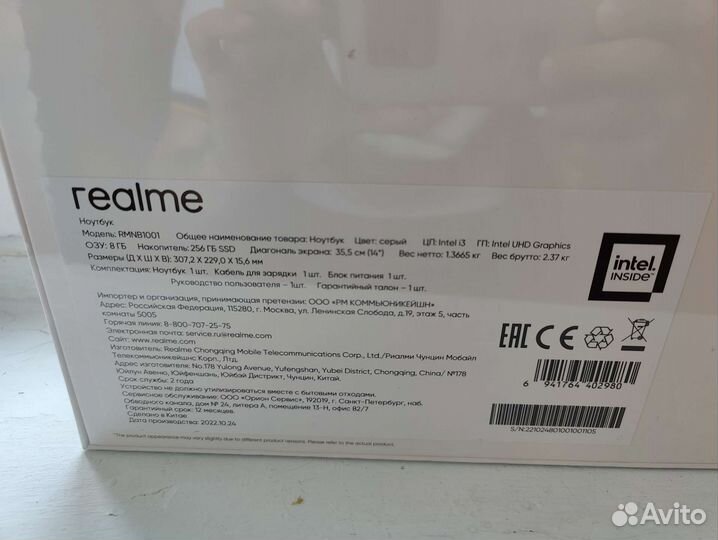 realme
Ноутбук
Модель: RMNB1001 Общее наименование товара: Ноутбук Цвет: серый ЦП: Intel i3 ГП: Intel UHD Graphics
ОЗУ: 8 ГБ Накопитель: 256 ГБ SSD Диагональ экрана: 35,5 см (14") Вес нетто: 1.3665 кг Вес брутто: 2.37 кг
Размеры (Д X Ш X В): 307,2 X 229,0 X 15,6 мм
Комплектация: Ноутбук 1 шт. Кабель для зарядки 1 шт. Блок питания 1 шт.
Руководство пользователя – 1шт. Гарантийный талон – 1 шт.
Импортер и организация, принимающая претензии: ООО «РМ КОММЬЮНИКЕЙШН»
Адрес: Российская Федерация, 115280, г. Москва, ул. Ленинская Слобода, д.19, этаж 5, часть
комнаты 5005
Горячая линия: 8-800-707-25-75
Электронная почта: service.ru@realme.com
Сайт: www.realme.com
Изготовитель: Realme Chongqing Mobile Telecommunications Corp., Ltd./Риалми Чунцин Мобайл
Телекоммьюникейшнс Корп., Лтд.
Адрес изготовителя: No.178 Yulong Avenue, Yufengshan, Yubei District, Chongqing, China/ №178
Юйлун Авеню, Юйфеншань, Юйбэй Дистрикт, Чунцин, Китай.
Срок службы: 2 года
Устройство не должно утилизироваться вместе с бытовыми отходами.
Сервисное обслуживание: ООО «Орион Сервис», 192019, г. Санкт-Петербург, наб.
Обводного канала, дом № 24, литера А, помещение 13-Н, офис 82/7
Гарантийный срок: 12 месяцев.
Сделано в Китае
Дата производства: 2022.10.24
*The product appearance may vary slightly due to different product versions. Please refer to the actual product.
intel.
INSIDE™
EAC CE
6 941764 402980
S/N:221024801001001105
Avito